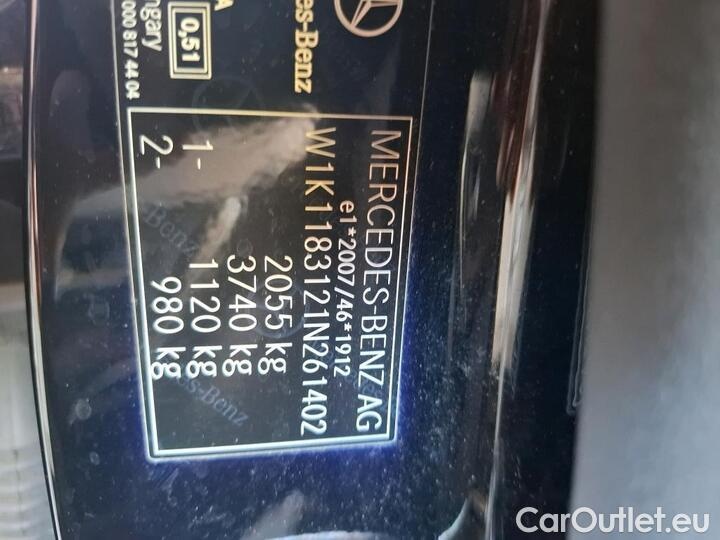 des-Benz
A
ngary
0,51
000 817 44 04
MERCEDES-BENZ AG
e1*2007/46*1912
W1K1183121N261402
2055 kg
3740 kg
1- 1120 kg
2- 980 kg
CarOutlet.eu